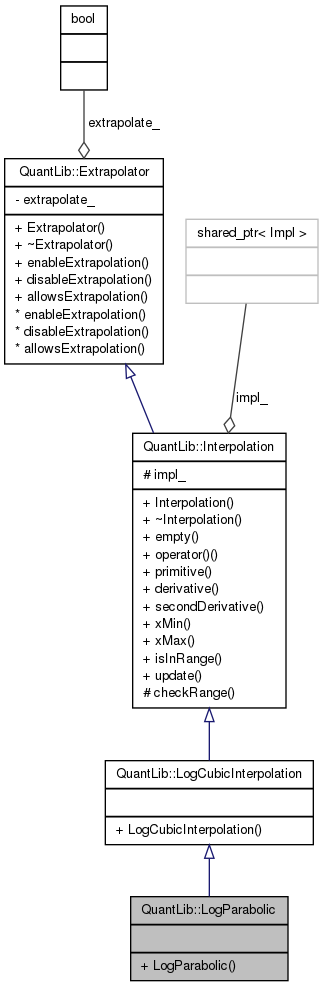 bool
extrapolate_
QuantLib::Extrapolator
- extrapolate_
+ Extrapolator()
+ ~Extrapolator()
+ enableExtrapolation()
+ disableExtrapolation()
+ allowsExtrapolation()
* enableExtrapolation()
* disableExtrapolation()
* allowsExtrapolation()
shared_ptr< Impl >
impl_
QuantLib::Interpolation
# impl_
+ Interpolation()
+ ~Interpolation()
+ empty()
+ operator()()
+ primitive()
+ derivative()
+ secondDerivative()
+ xMin()
+ xMax()
+ isInRange()
+ update()
# checkRange()
QuantLib::LogCubicInterpolation
+ LogCubicInterpolation()
QuantLib::LogParabolic
+ LogParabolic()